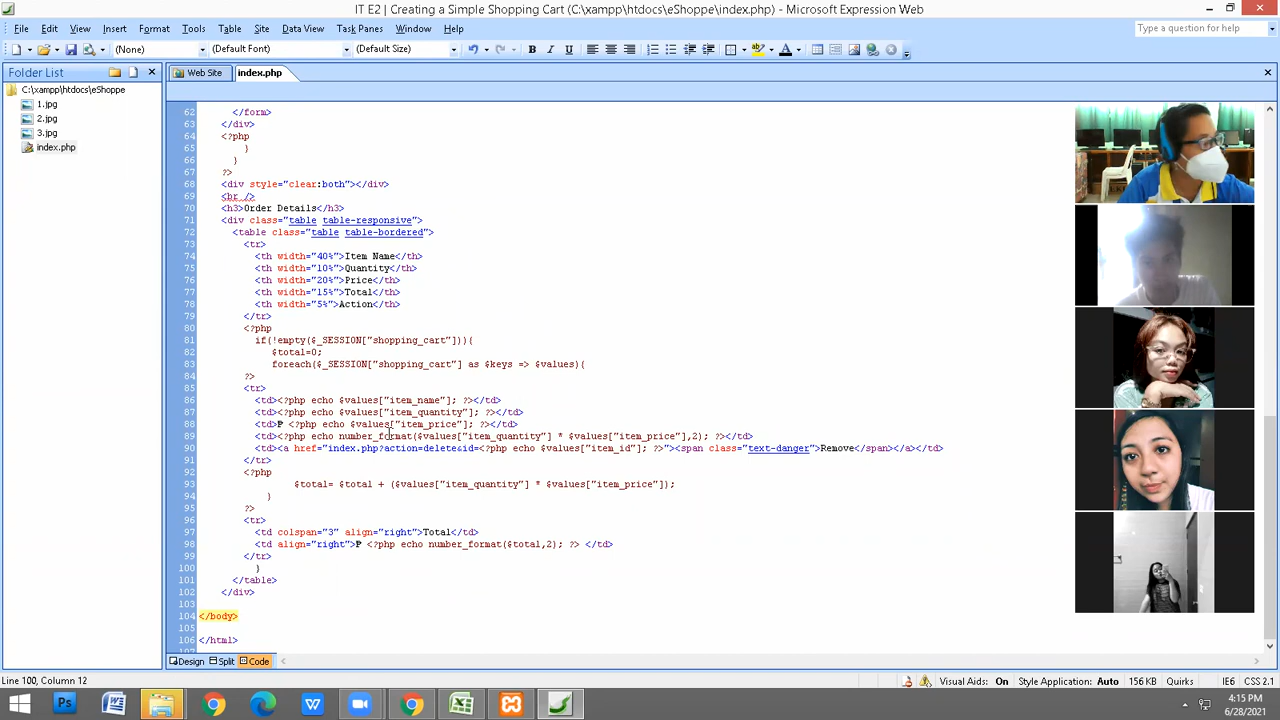 IT E2 | Creating a Simple Shopping Cart (C:\xampp\htdocs\eShoppe\index.php) - Microsoft Expression Web
File Edit View Insert Format Tools Table Site Data View Task Panes Window Help
Type a question for help
(None) (Default Font) (Default Size) B I U A
Folder List
Web Site index.php
C:\xampp\htdocs\eShoppe
1.jpg
2.jpg
3.jpg
index.php
62 </form>
63 </div>
64 <?php
65 }
66 }
67 ?>
68 <div style="clear:both"></div>
69 <br />
70 <h3>Order Details</h3>
71 <div class="table table-responsive">
72 <table class="table table-bordered">
73 <tr>
74 <th width="40%">Item Name</th>
75 <th width="10%">Quantity</th>
76 <th width="20%">Price</th>
77 <th width="15%">Total</th>
78 <th width="5%">Action</th>
79 </tr>
80 <?php
81 if(!empty($_SESSION["shopping_cart"])){
82 $total=0;
83 foreach($_SESSION["shopping_cart"] as $keys => $values){
84 ?>
85 <tr>
86 <td><?php echo $values["item_name"]; ?></td>
87 <td><?php echo $values["item_quantity"]; ?></td>
88 <td>P <?php echo $values["item_price"]; ?></td>
89 <td><?php echo number_format($values["item_quantity"] * $values["item_price"],2); ?></td>
90 <td><a href="index.php?action=delete&id=<?php echo $values["item_id"]; ?>"><span class="text-danger">Remove</span></a></td>
91 </tr>
92 <?php
93 $total= $total + ($values["item_quantity"] * $values["item_price"]);
94 }
95 ?>
96 <tr>
97 <td colspan="3" align="right">Total</td>
98 <td align="right">P <?php echo number_format($total,2); ?> </td>
99 </tr>
100 }
101 </table>
102 </div>
103
104 </body>
105
106 </html>
107
Design Split Code
Line 100, Column 12 Visual Aids: On Style Application: Auto 156 KB Quirks IE6 CSS 2.1
4:15 PM
6/28/2021